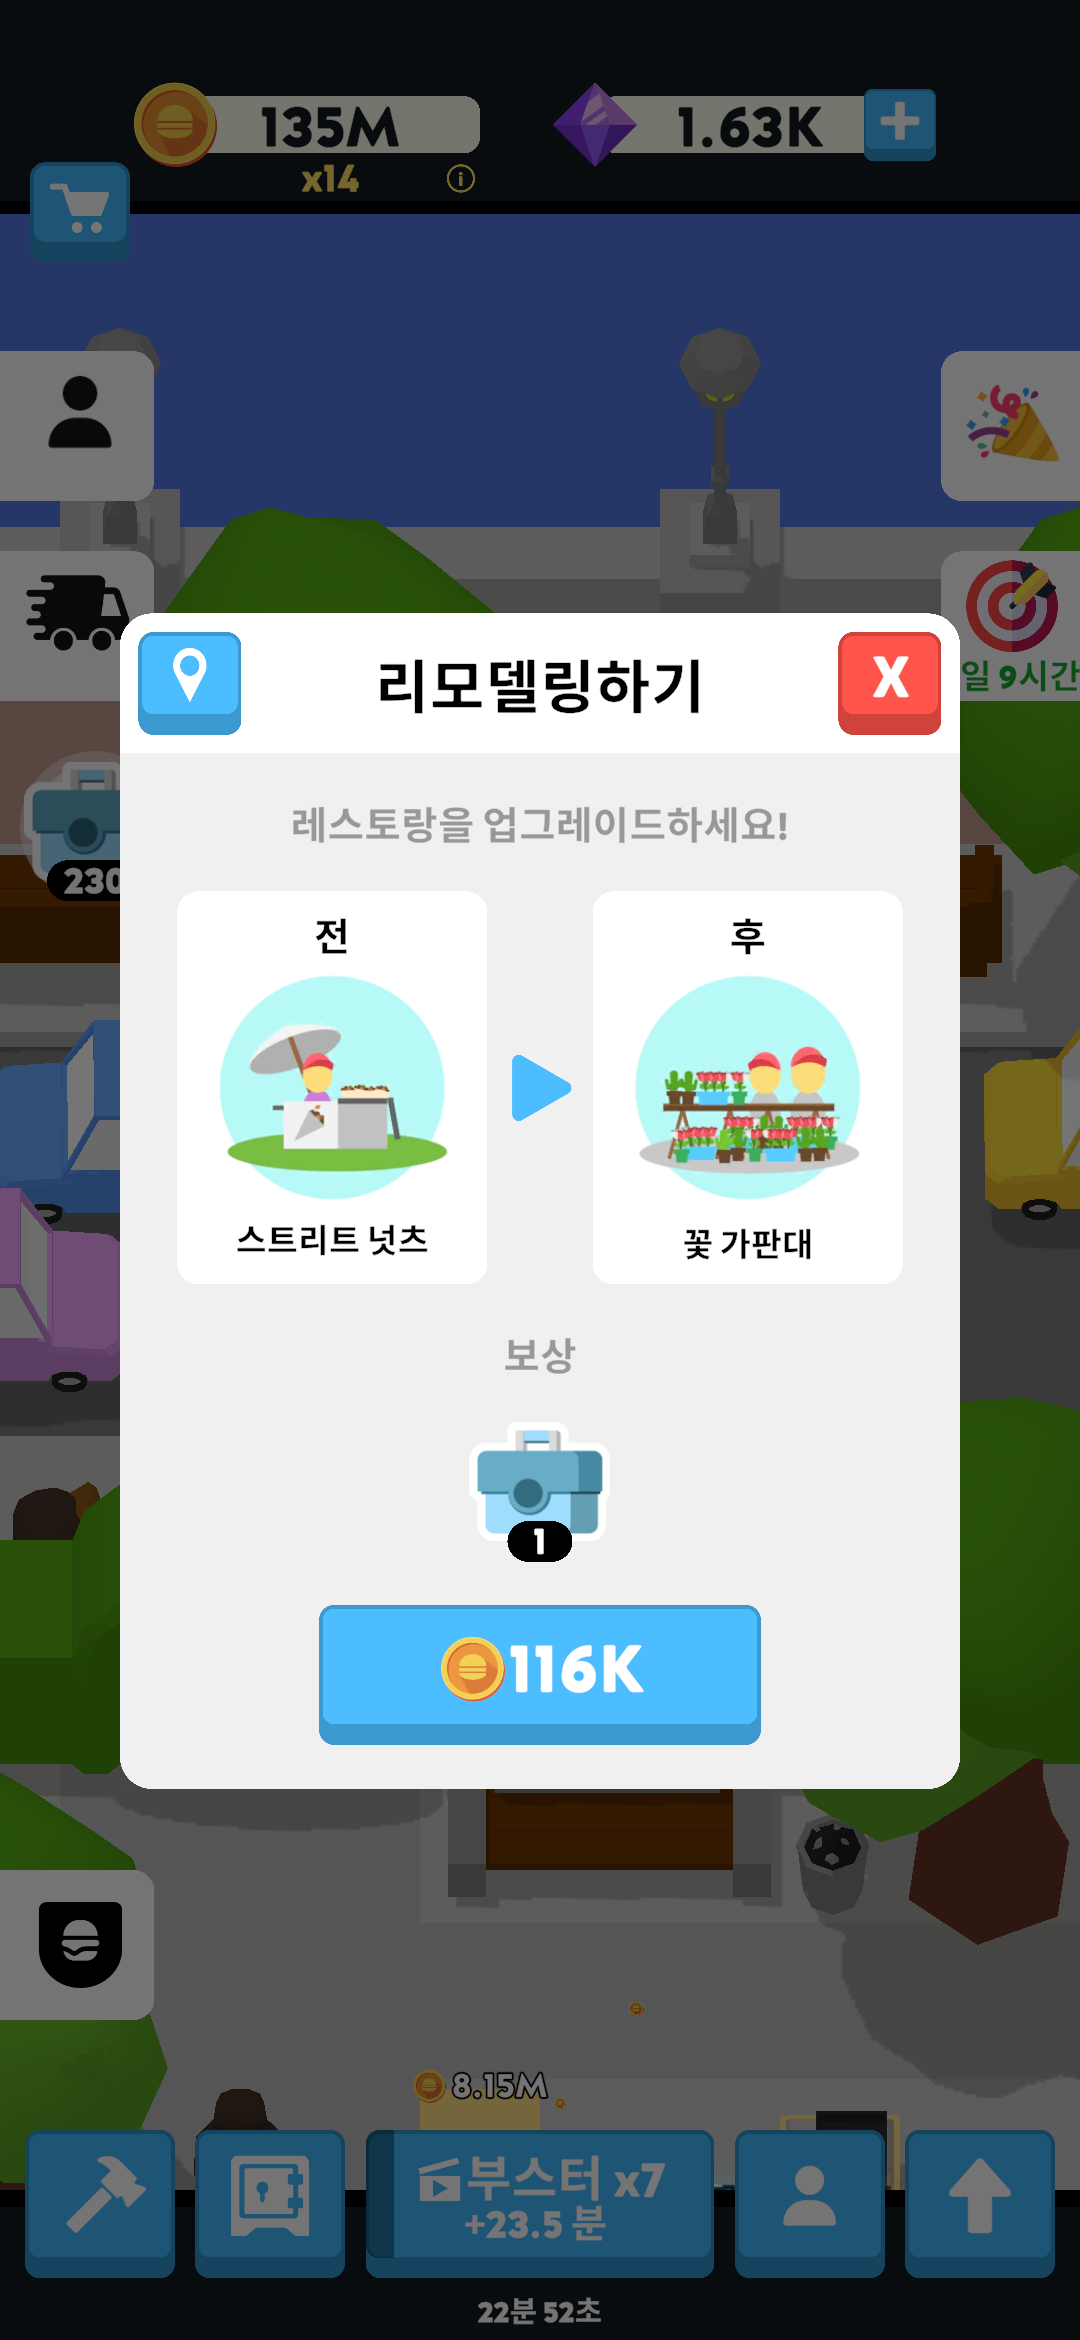 135M
1.63K
x14
일 9시간
리모델링하기
X
레스토랑을 업그레이드하세요!
230
전
후
스트리트 넛츠
꽃 가판대
보상
1
116K
8.15M
부스터 x7
+23.5 분
22분 52초